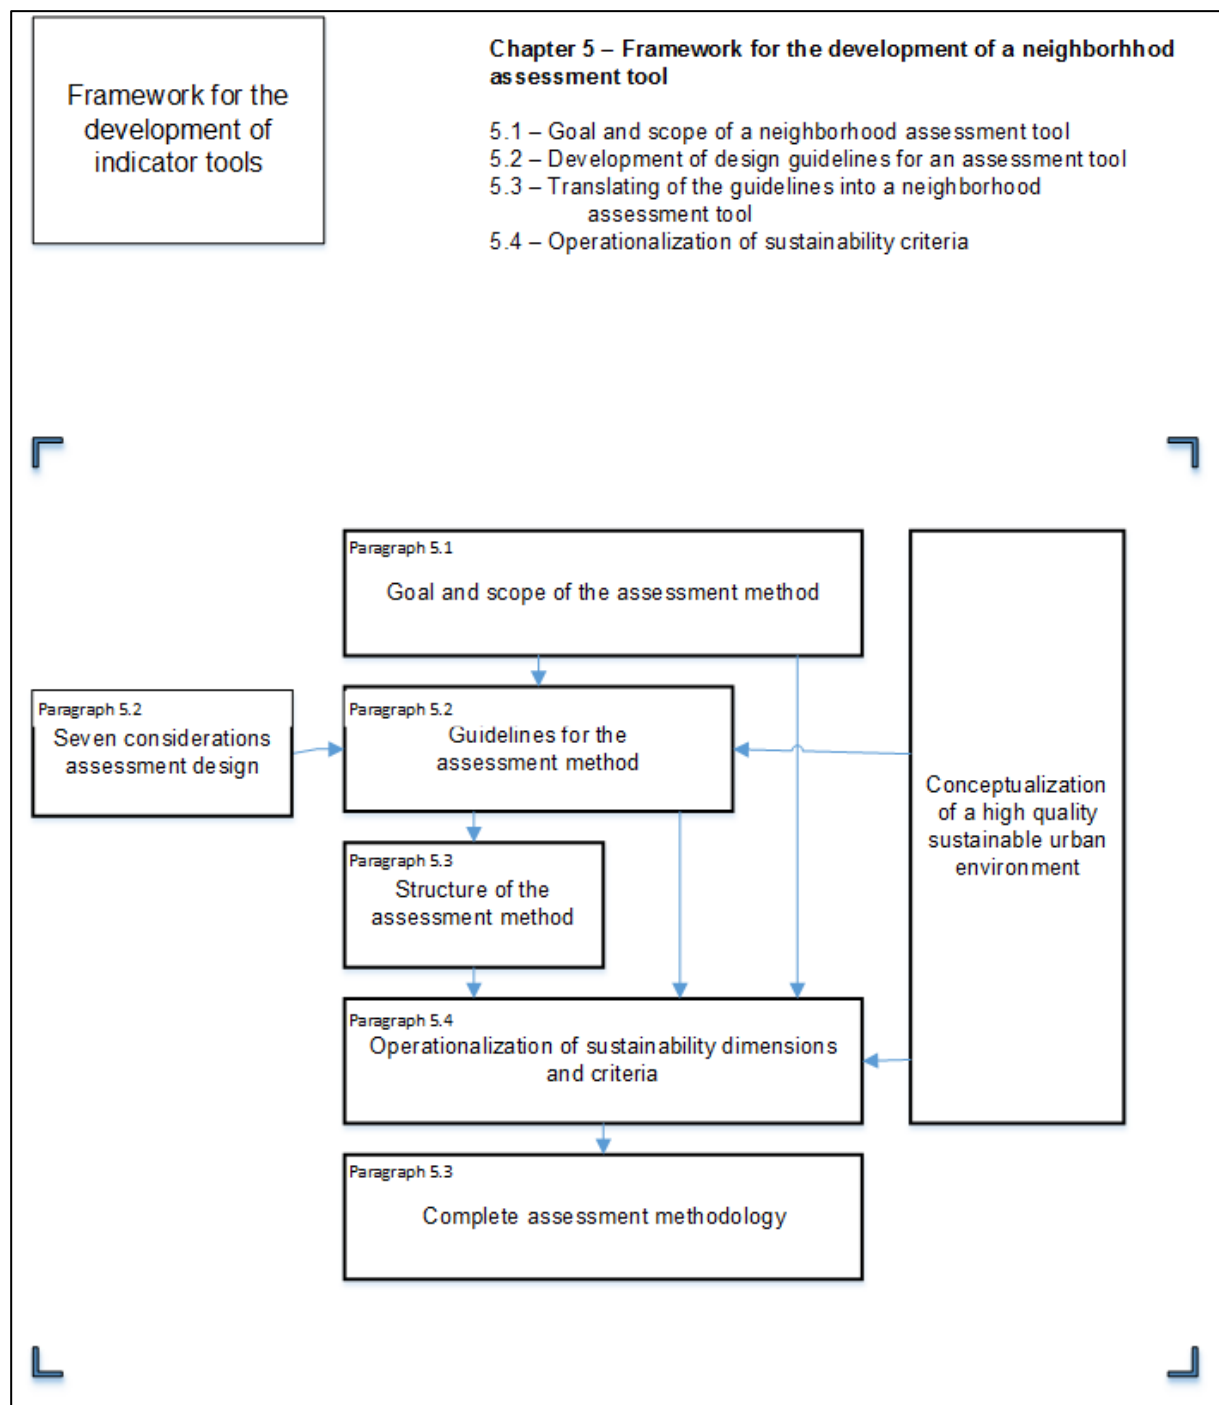 Framework for the
development of
indicator tools
Chapter 5 – Framework for the development of a neighborhhod
assessment tool
5.1 – Goal and scope of a neighborhood assessment tool
5.2 – Development of design guidelines for an assessment tool
5.3 – Translating of the guidelines into a neighborhood
assessment tool
5.4 – Operationalization of sustainability criteria
Paragraph 5.1
Goal and scope of the assessment method
Paragraph 5.2
Seven considerations
assessment design
Paragraph 5.2
Guidelines for the
assessment method
Conceptualization
of a high quality
sustainable urban
environment
Paragraph 5.3
Structure of the
assessment method
Paragraph 5.4
Operationalization of sustainability dimensions
and criteria
Paragraph 5.3
Complete assessment methodology